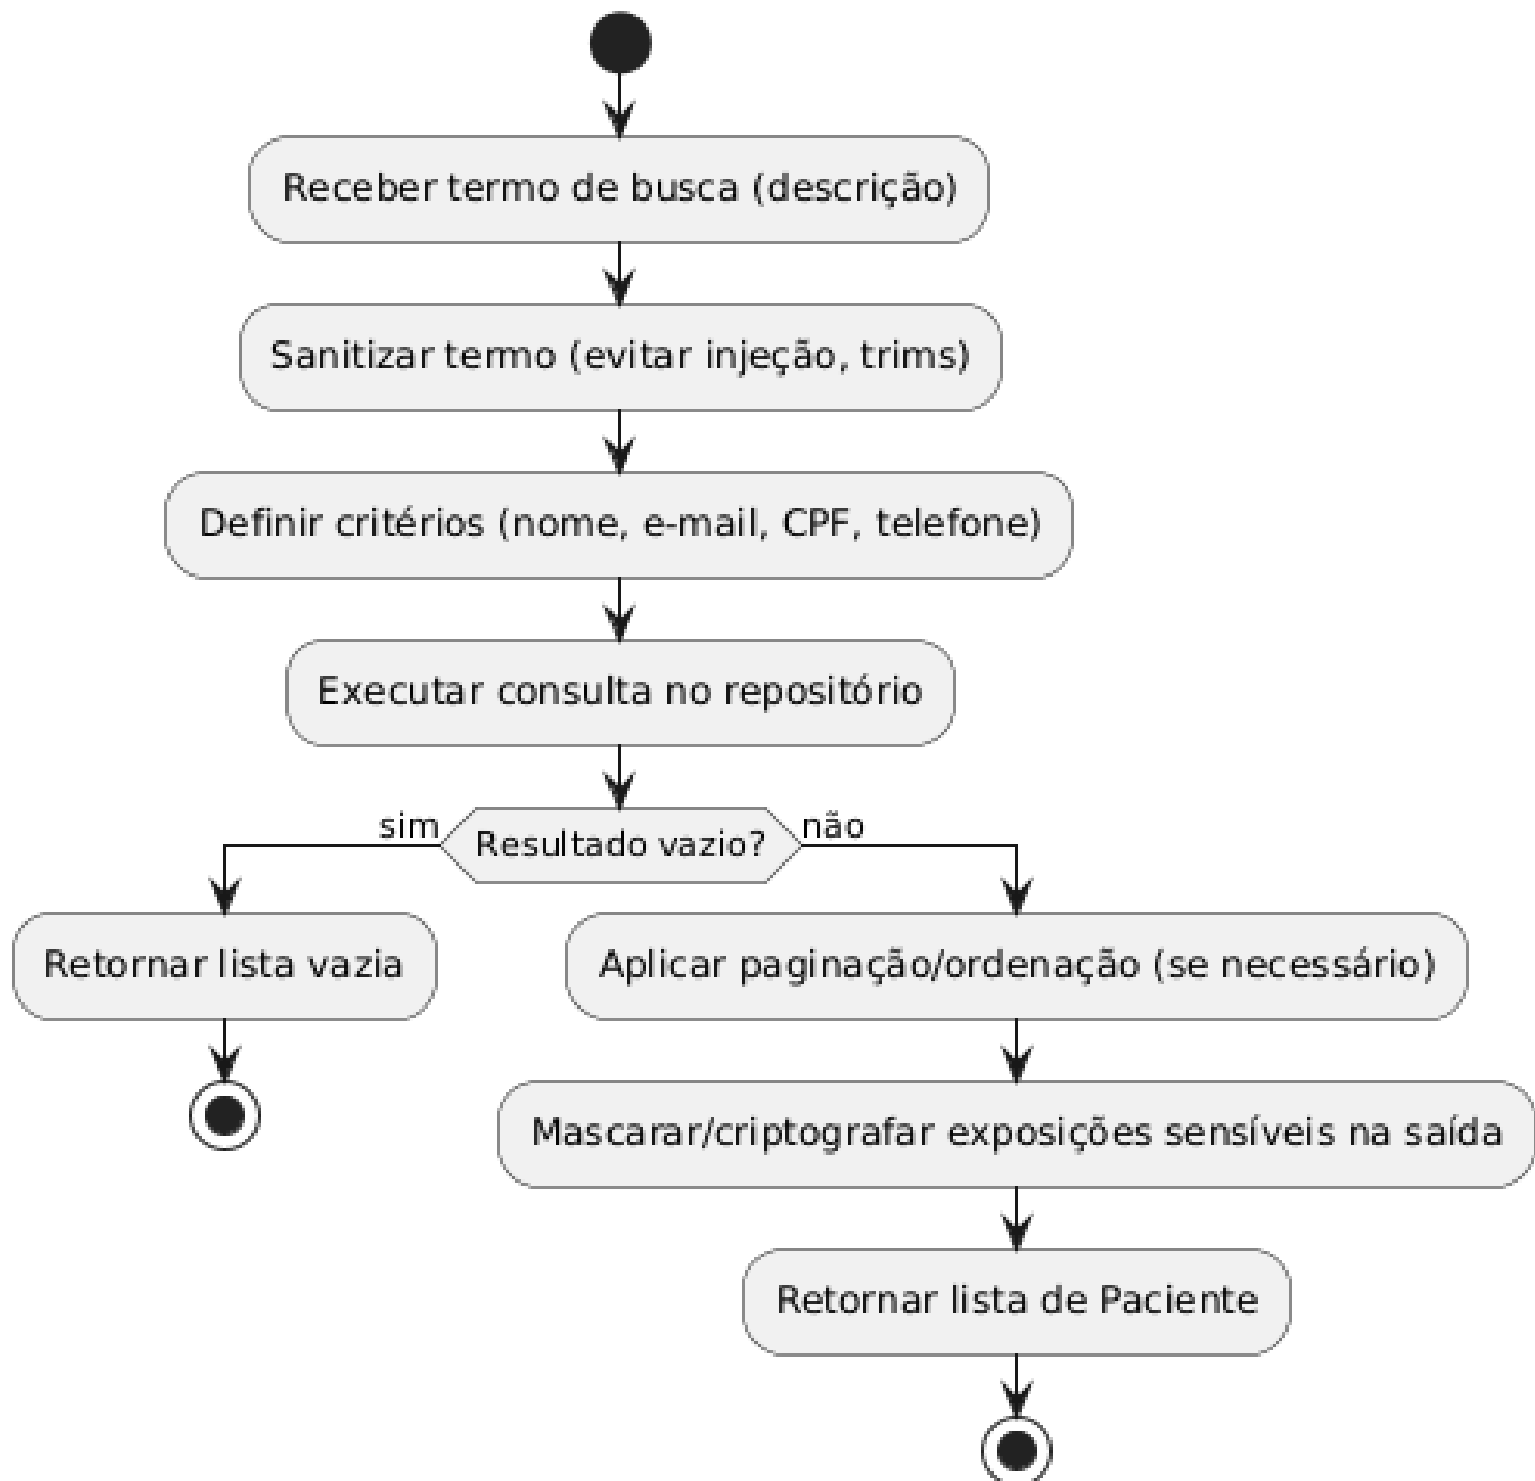 Receber termo de busca (descrição)
Sanitizar termo (evitar injeção, trims)
Definir critérios (nome, e-mail, CPF, telefone)
Executar consulta no repositório
sim
Resultado vazio?
não
Retornar lista vazia
Aplicar paginação/ordenação (se necessário)
Mascarar/criptografar exposições sensíveis na saída
Retornar lista de Paciente